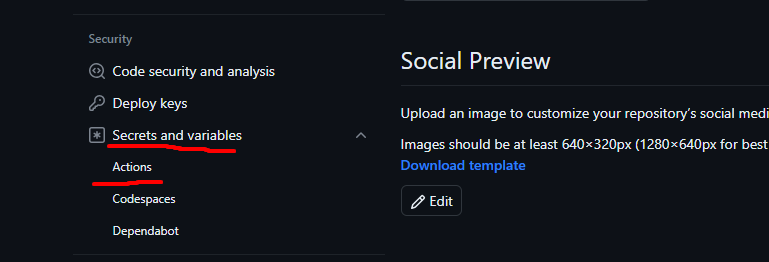 Security
Code security and analysis
Deploy keys
Secrets and variables
Actions
Codespaces
Dependabot
Social Preview
Upload an image to customize your repository's social medi
Images should be at least 640×320px (1280×640px for best
Download template
Edit